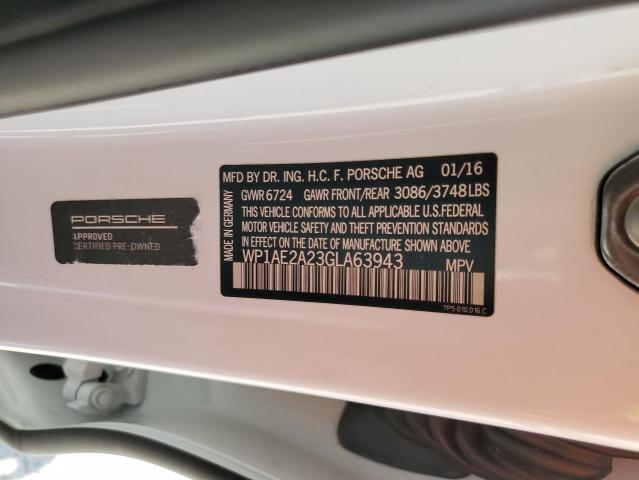 PORSCHE
APPROVED
CERTIFIED PRE-OWNED
MFD BY DR. ING. H.C. F. PORSCHE AG 01/16
GVWR 6724 GAWR FRONT/REAR 3086/3748LBS
THIS VEHICLE CONFORMS TO ALL APPLICABLE U.S.FEDERAL
MOTOR VEHICLE SAFETY AND THEFT PREVENTION STANDARDS
IN EFFECT ON THE DATE OF MANUFACTURE SHOWN ABOVE
WP1AE2A23GLA63943 MPV
7P5.010.016.C
MADE IN GERMANY